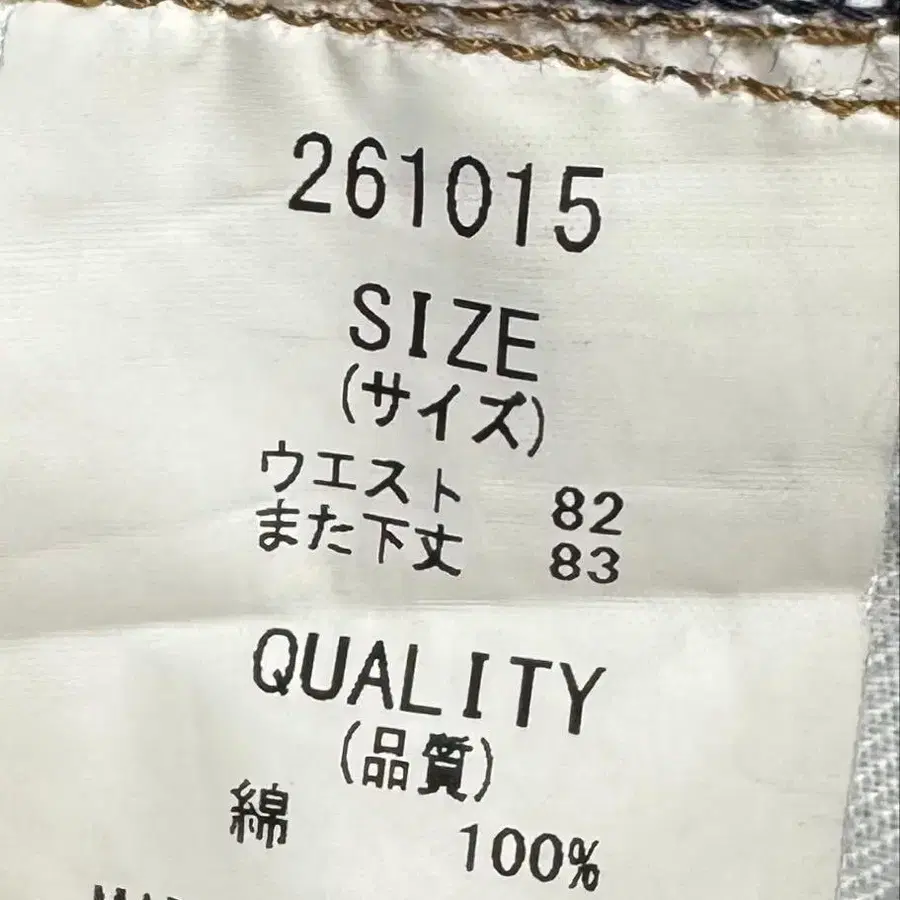 261015
SIZE
(サイズ)
ウエスト 82
また下丈 83
QUALITY
(品質)
綿 100%